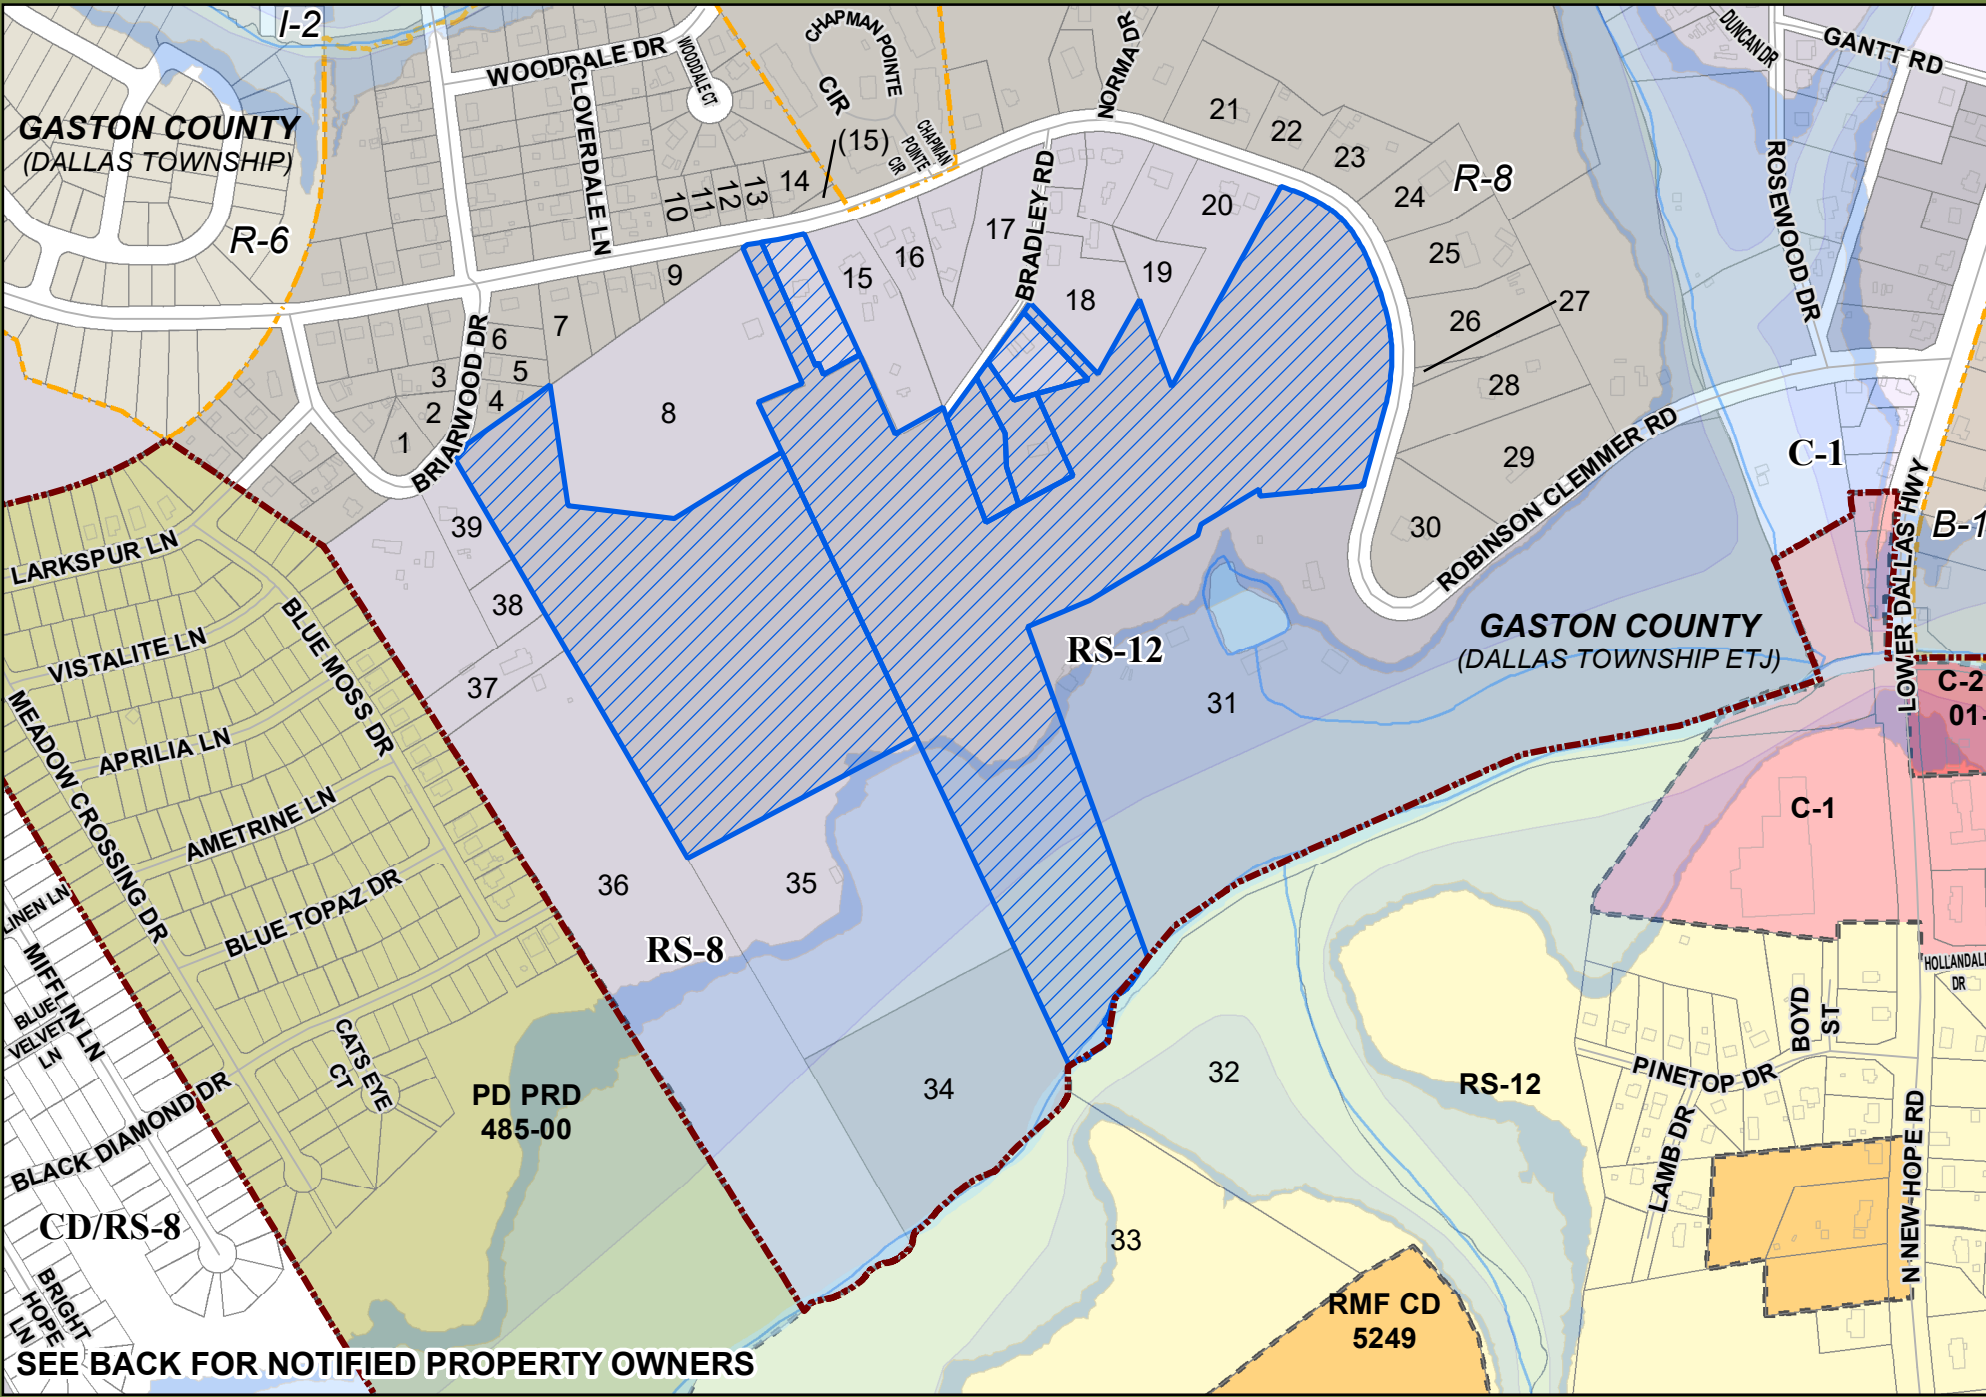 I-2
WOODDALE DR
WOODDALE CT
CLOVERDALE LN
CHAPMAN POINTE
CIR
CHAPMAN
POINTE
CIR
NORMA DR
DUNCAN DR
GANTT RD
GASTON COUNTY
(DALLAS TOWNSHIP)
R-6
(15)
10
11
12
13
14
21
22
23
24
R-8
ROSEWOOD DR
BRADLEY RD
20
17
16
15
19
18
9
25
26
27
7
6
5
4
3
2
1
BRIARWOOD DR
8
28
29
30
ROBINSON CLEMMER RD
C-1
LOWER DALLAS HWY
B-1
39
38
37
LARKSPUR LN
VISTALITE LN
BLUE MOSS DR
APRILIA LN
MEADOW CROSSING DR
AMETRINE LN
BLUE TOPAZ DR
RS-12
GASTON COUNTY
(DALLAS TOWNSHIP ETJ)
31
C-2
01-
C-1
36
35
RS-8
LINEN LN
MIFFLIN LN
BLUE
VELVET
LN
CATS EYE
CT
BLACK DIAMOND DR
PD PRD
485-00
34
32
RS-12
HOLLANDALE
DR
BOYD
ST
PINETOP DR
LAMB DR
N NEW HOPE RD
CD/RS-8
33
BRIGHT
HOPE
LN
RMF CD
5249
SEE BACK FOR NOTIFIED PROPERTY OWNERS